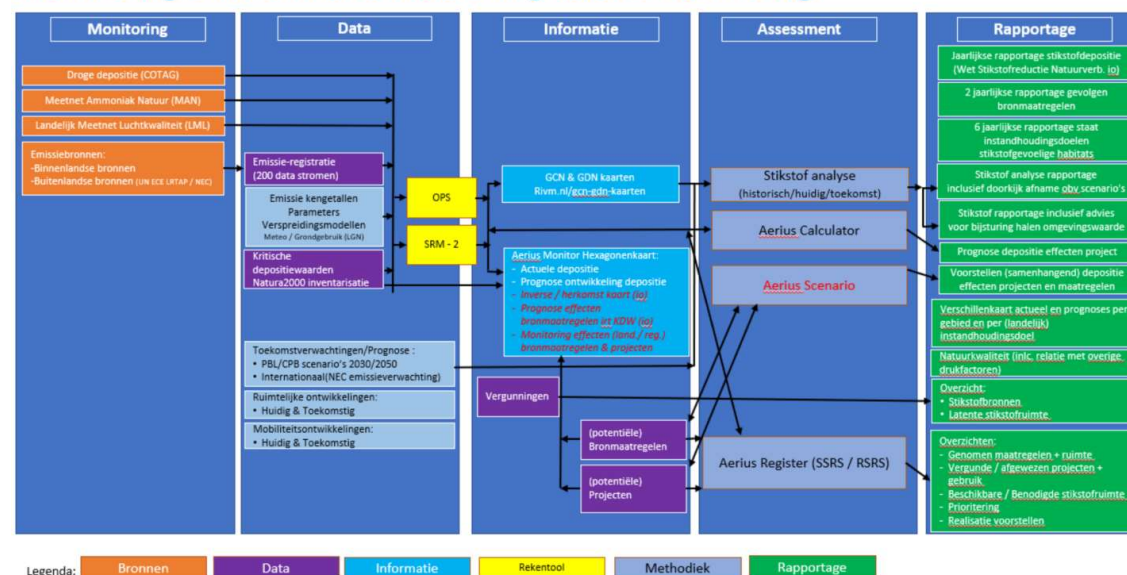 Monitoring
Droge depositie (COTAG)
Meetnet Ammoniak Natuur (MAN)
Landelijk Meetnet Luchtkwaliteit (LML)
Emissiebronnen:
-Binnenlandse bronnen
-Buitenlandse bronnen (UN ECE LRTAP / NEC)
Data
Emissie-registratie
(200 data stromen)
Emissie kengetallen
Parameters
Verspreidingsmodellen
Meteo / Grondgebruik (LGN)
Kritische
depositiewaarden
Natura2000 inventarisatie
OPS
SRM - 2
Toekomstverwachtingen/Prognose :
• PBL/CPB scenario's 2030/2050
• Internationaal(NEC emissieverwachting)
Ruimtelijke ontwikkelingen:
• Huidig & Toekomstig
Mobiliteitsontwikkelingen:
• Huidig & Toekomstig
Informatie
GCN & GDN kaarten
Rivm.nl/gcn-gdn-kaarten
Aerius Monitor Hexagonenkaart:
- Actuele depositie
- Prognose ontwikkeling depositie
- Inverse / herkomst kaart (io)
- Prognose effecten
bronmaatregelen irt KDW (io)
- Monitoring effecten (land./ reg.)
bronmaatregelen & projecten
Vergunningen
(potentiële)
Bronmaatregelen
(potentiële)
Projecten
Assessment
Stikstof analyse
(historisch/huidig/toekomst)
Aerius Calculator
Aerius Scenario
Aerius Register (SSRS / RSRS)
Rapportage
Jaarlijkse rapportage stikstofdepositie
(Wet Stikstofreductie Natuurverb. io)
2 jaarlijkse rapportage gevolgen
bronmaatregelen
6 jaarlijkse rapportage staat
instandhoudingsdoelen
stikstofgevoelige habitats
Stikstof analyse rapportage
inclusief doorkijk afname obv scenario's
Stikstof rapportage inclusief advies
voor bijsturing halen omgevingswaarde
Prognose depositie effecten project
Voorstellen (samenhangend) depositie
effecten projecten en maatregelen
Verschillenkaart actueel en prognoses per
gebied en per (landelijk)
instandhoudingsdoel
Natuurkwaliteit (inlc. relatie met overige
drukfactoren)
Overzicht:
• Stikstofbronnen
• Latente stikstofruimte
Overzichten:
- Genomen maatregelen + ruimte
- Vergunde / afgewezen projecten +
gebruik
- Beschikbare / Benodigde stikstofruimte
- Prioritering
- Realisatie voorstellen
Legenda:
Bronnen
Data
Informatie
Rekentool
Methodiek
Rapportage